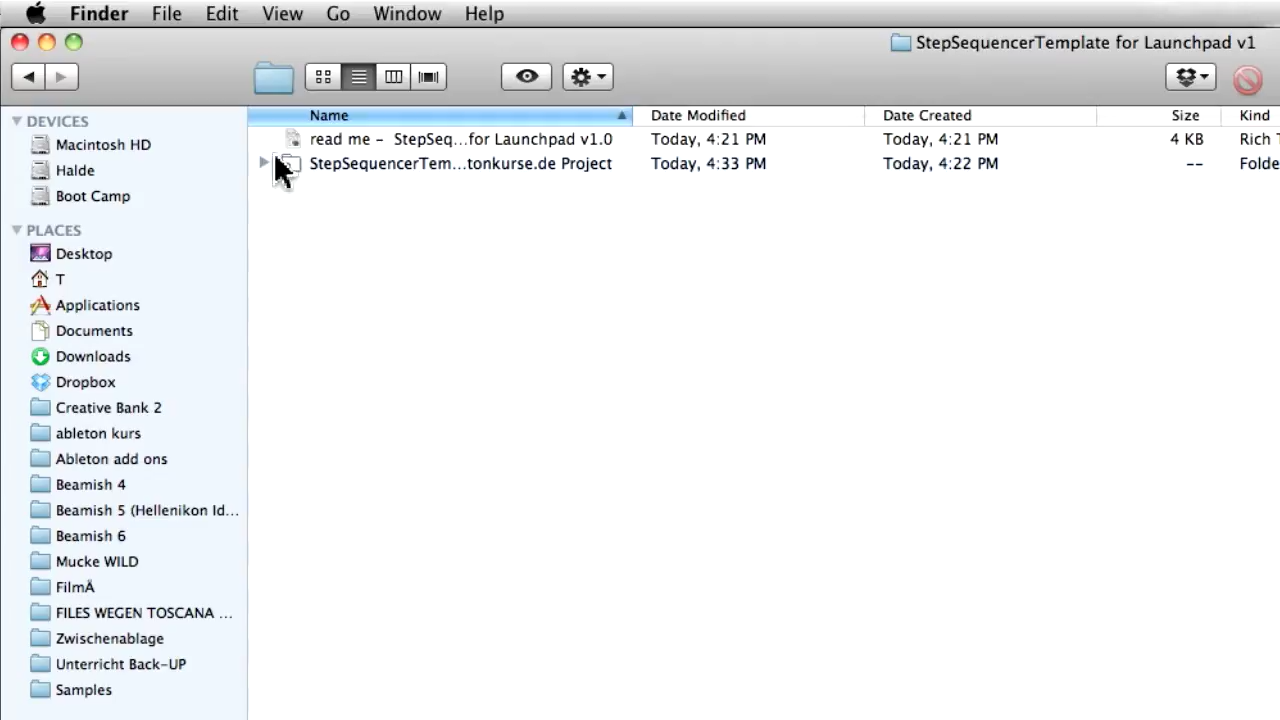 Finder File Edit View Go Window Help
StepSequencerTemplate for Launchpad v1
Name Date Modified Date Created Size Kind
read me – StepSeq...for Launchpad v1.0 Today, 4:21 PM Today, 4:21 PM 4 KB Rich T
StepSequencerTem...tonkurse.de Project Today, 4:33 PM Today, 4:22 PM -- Folde
DEVICES
Macintosh HD
Halde
Boot Camp
PLACES
Desktop
T
Applications
Documents
Downloads
Dropbox
Creative Bank 2
ableton kurs
Ableton add ons
Beamish 4
Beamish 5 (Hellenikon Id...
Beamish 6
Mucke WILD
FilmÄ
FILES WEGEN TOSCANA ...
Zwischenablage
Unterricht Back-UP
Samples